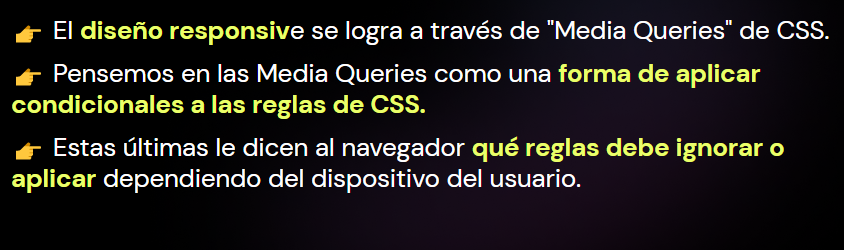 👉 El diseño responsive se logra a través de "Media Queries" de CSS.
👉 Pensemos en las Media Queries como una forma de aplicar
condicionales a las reglas de CSS.
👉 Estas últimas le dicen al navegador qué reglas debe ignorar o
aplicar dependiendo del dispositivo del usuario.